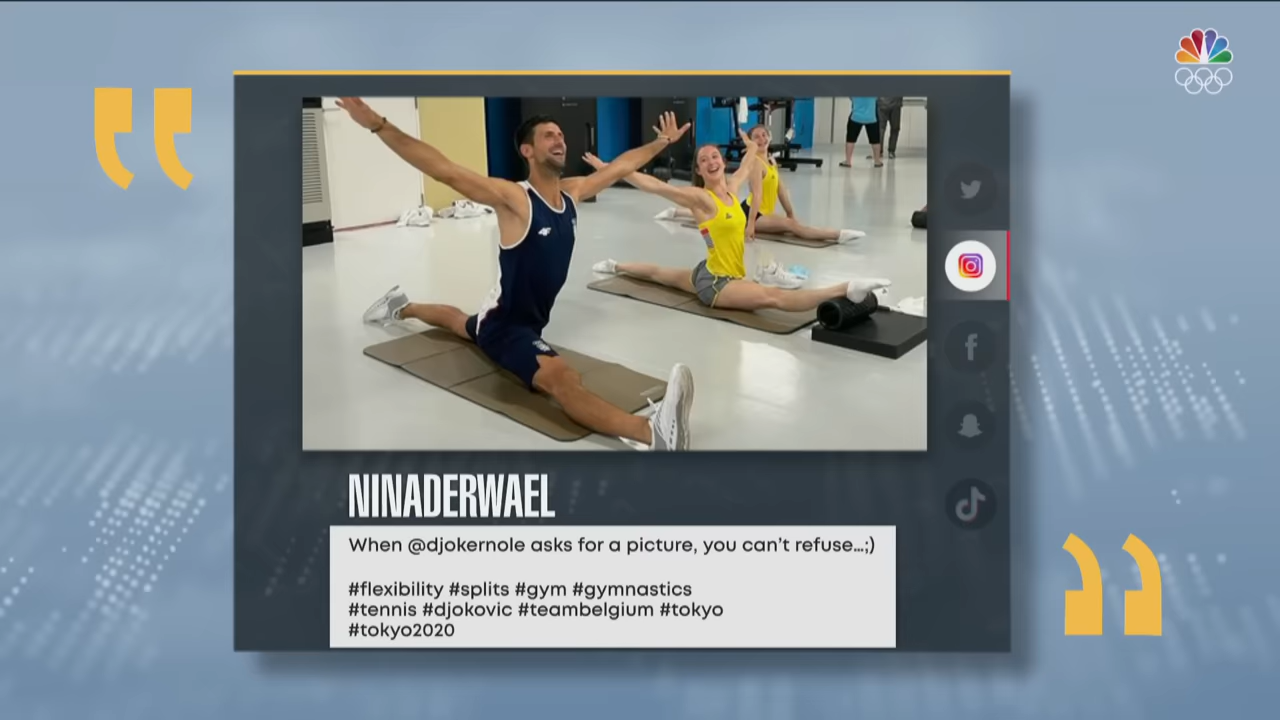 NINADERWAEL
When @djokernole asks for a picture, you can't refuse...;)
#flexibility #splits #gym #gymnastics
#tennis #djokovic #teambelgium #tokyo
#tokyo2020